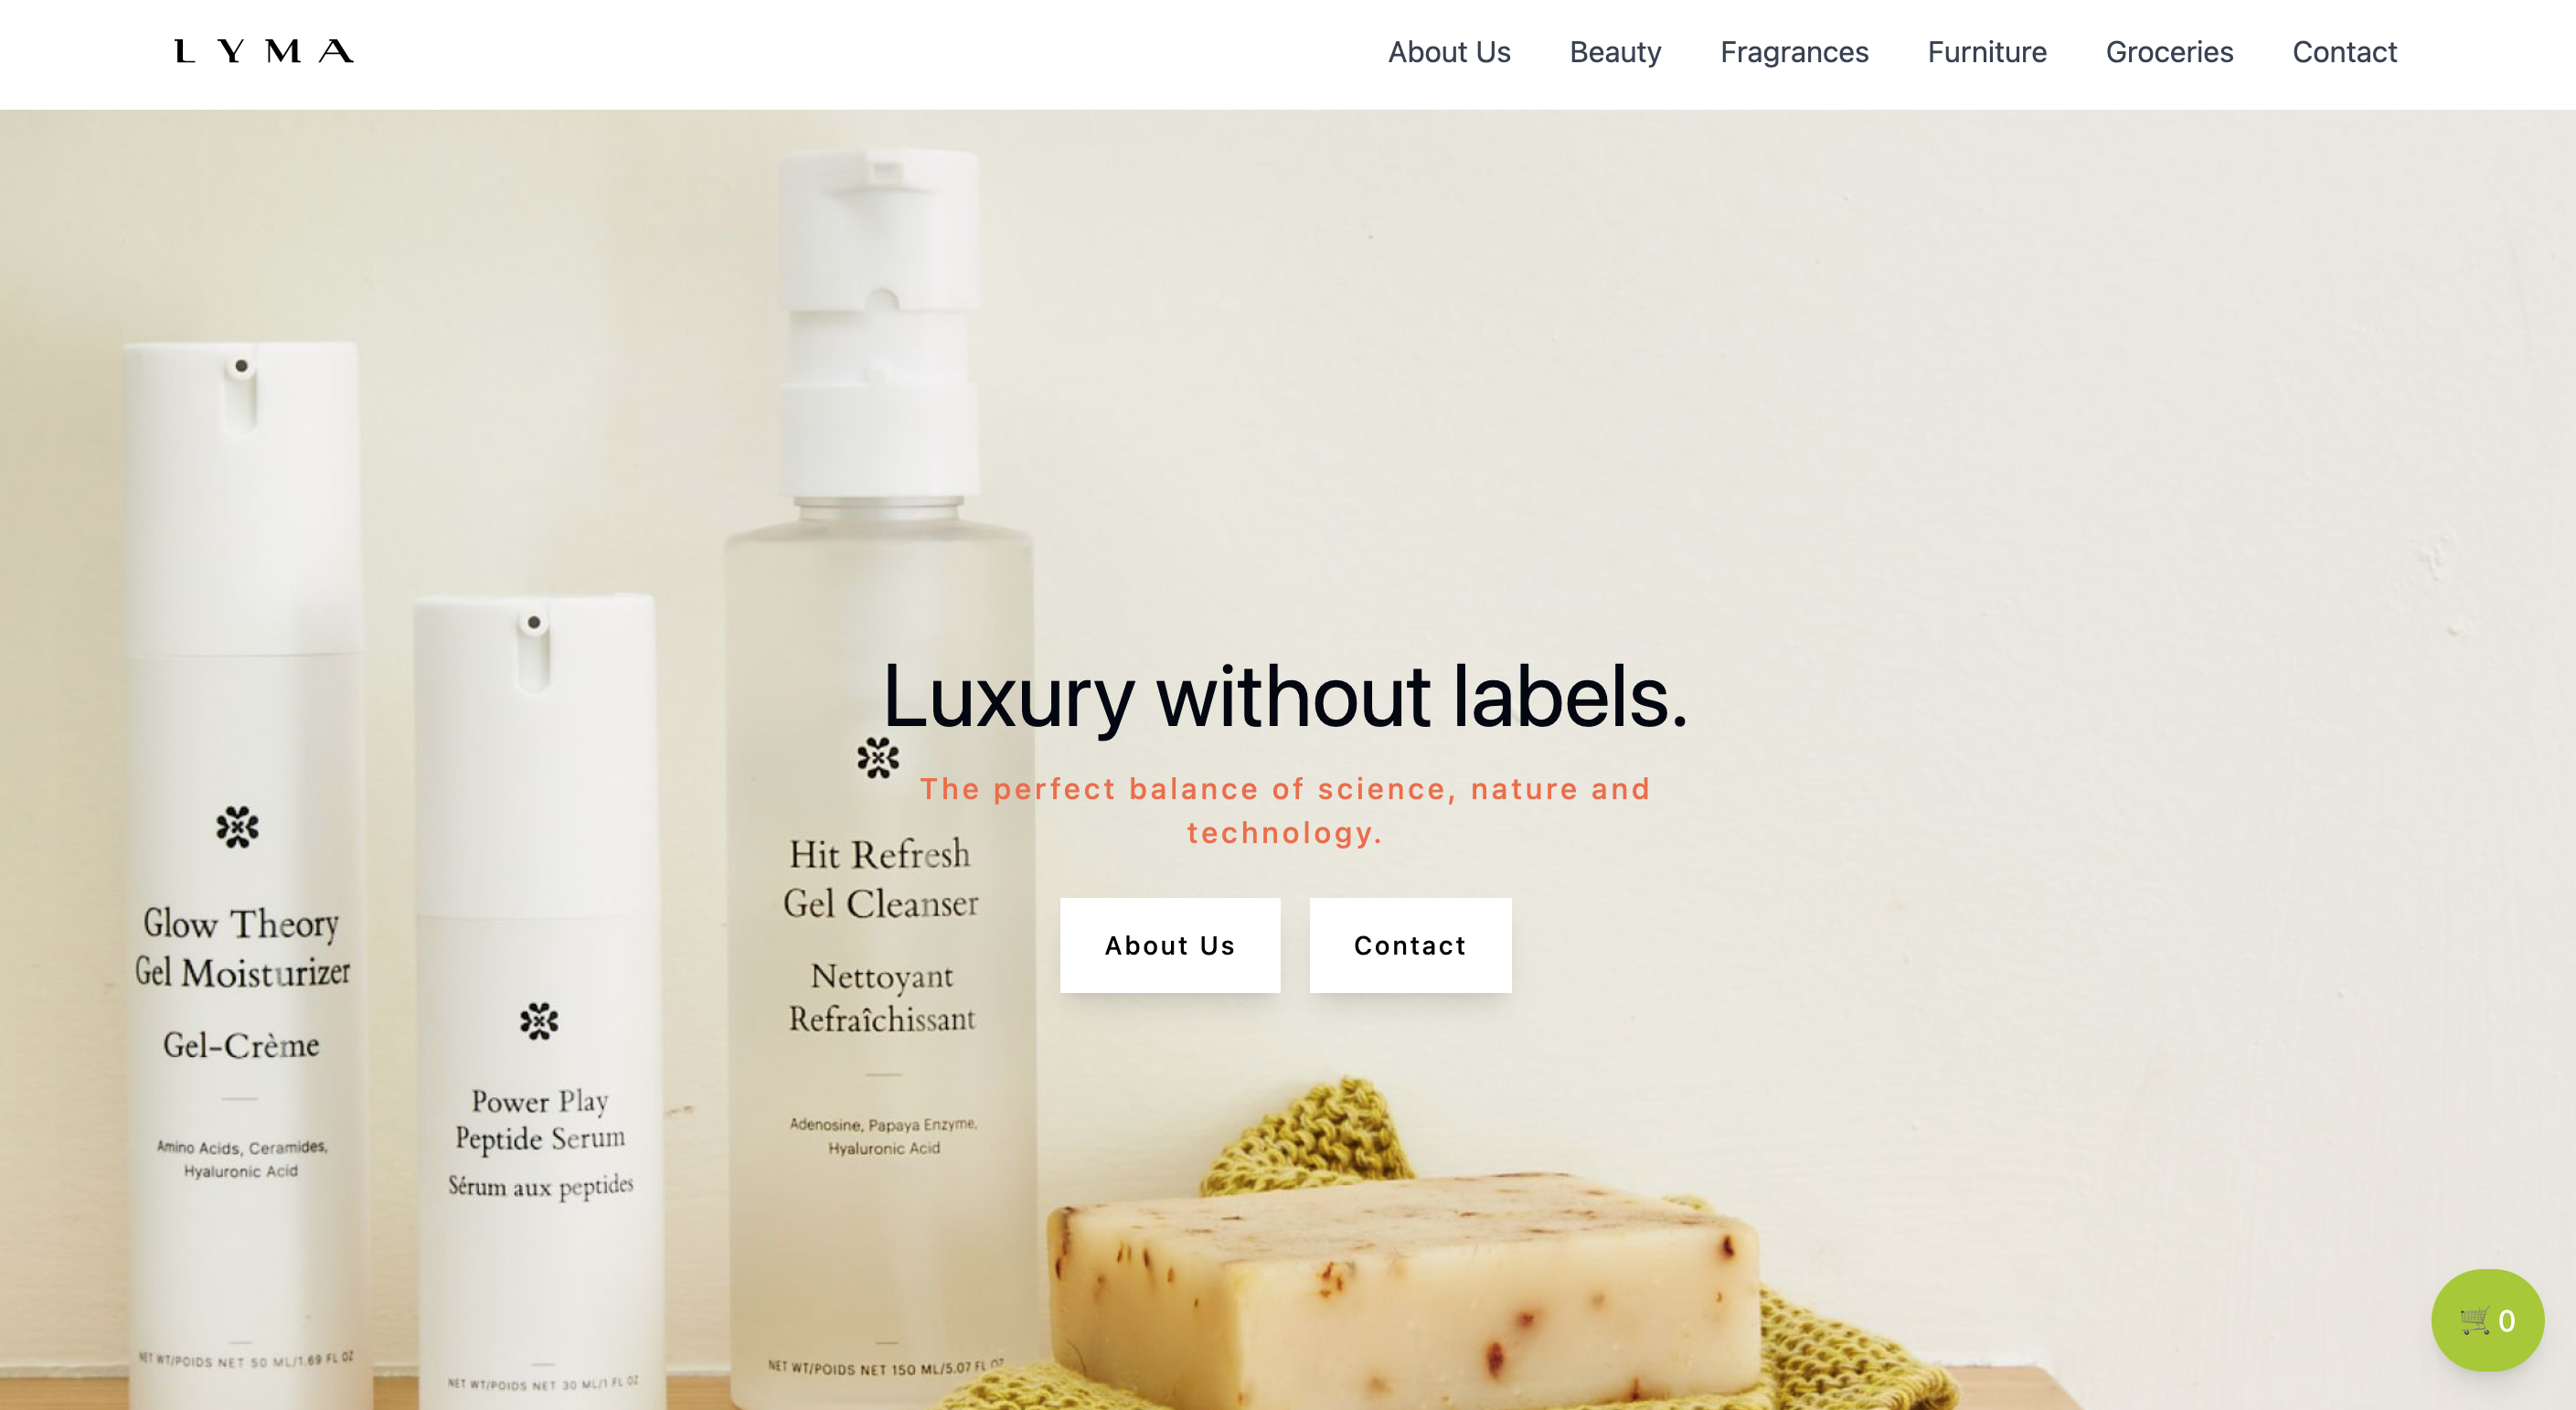 LYMA
About Us Beauty Fragrances Furniture Groceries Contact
Luxury without labels.
The perfect balance of science, nature and
technology.
About Us Contact
Glow Theory
Gel Moisturizer
Gel-Crème
Amino Acids, Ceramides,
Hyaluronic Acid
NET WT/POIDS NET 50 ML/1.69 FL OZ
Power Play
Peptide Serum
Sérum aux peptides
NET WT/POIDS NET 30 ML/1 FL OZ
Hit Refresh
Gel Cleanser
Nettoyant
Refraîchissant
Adenosine, Papaya Enzyme,
Hyaluronic Acid
NET WT/POIDS NET 150 ML/5.07 FL OZ
0